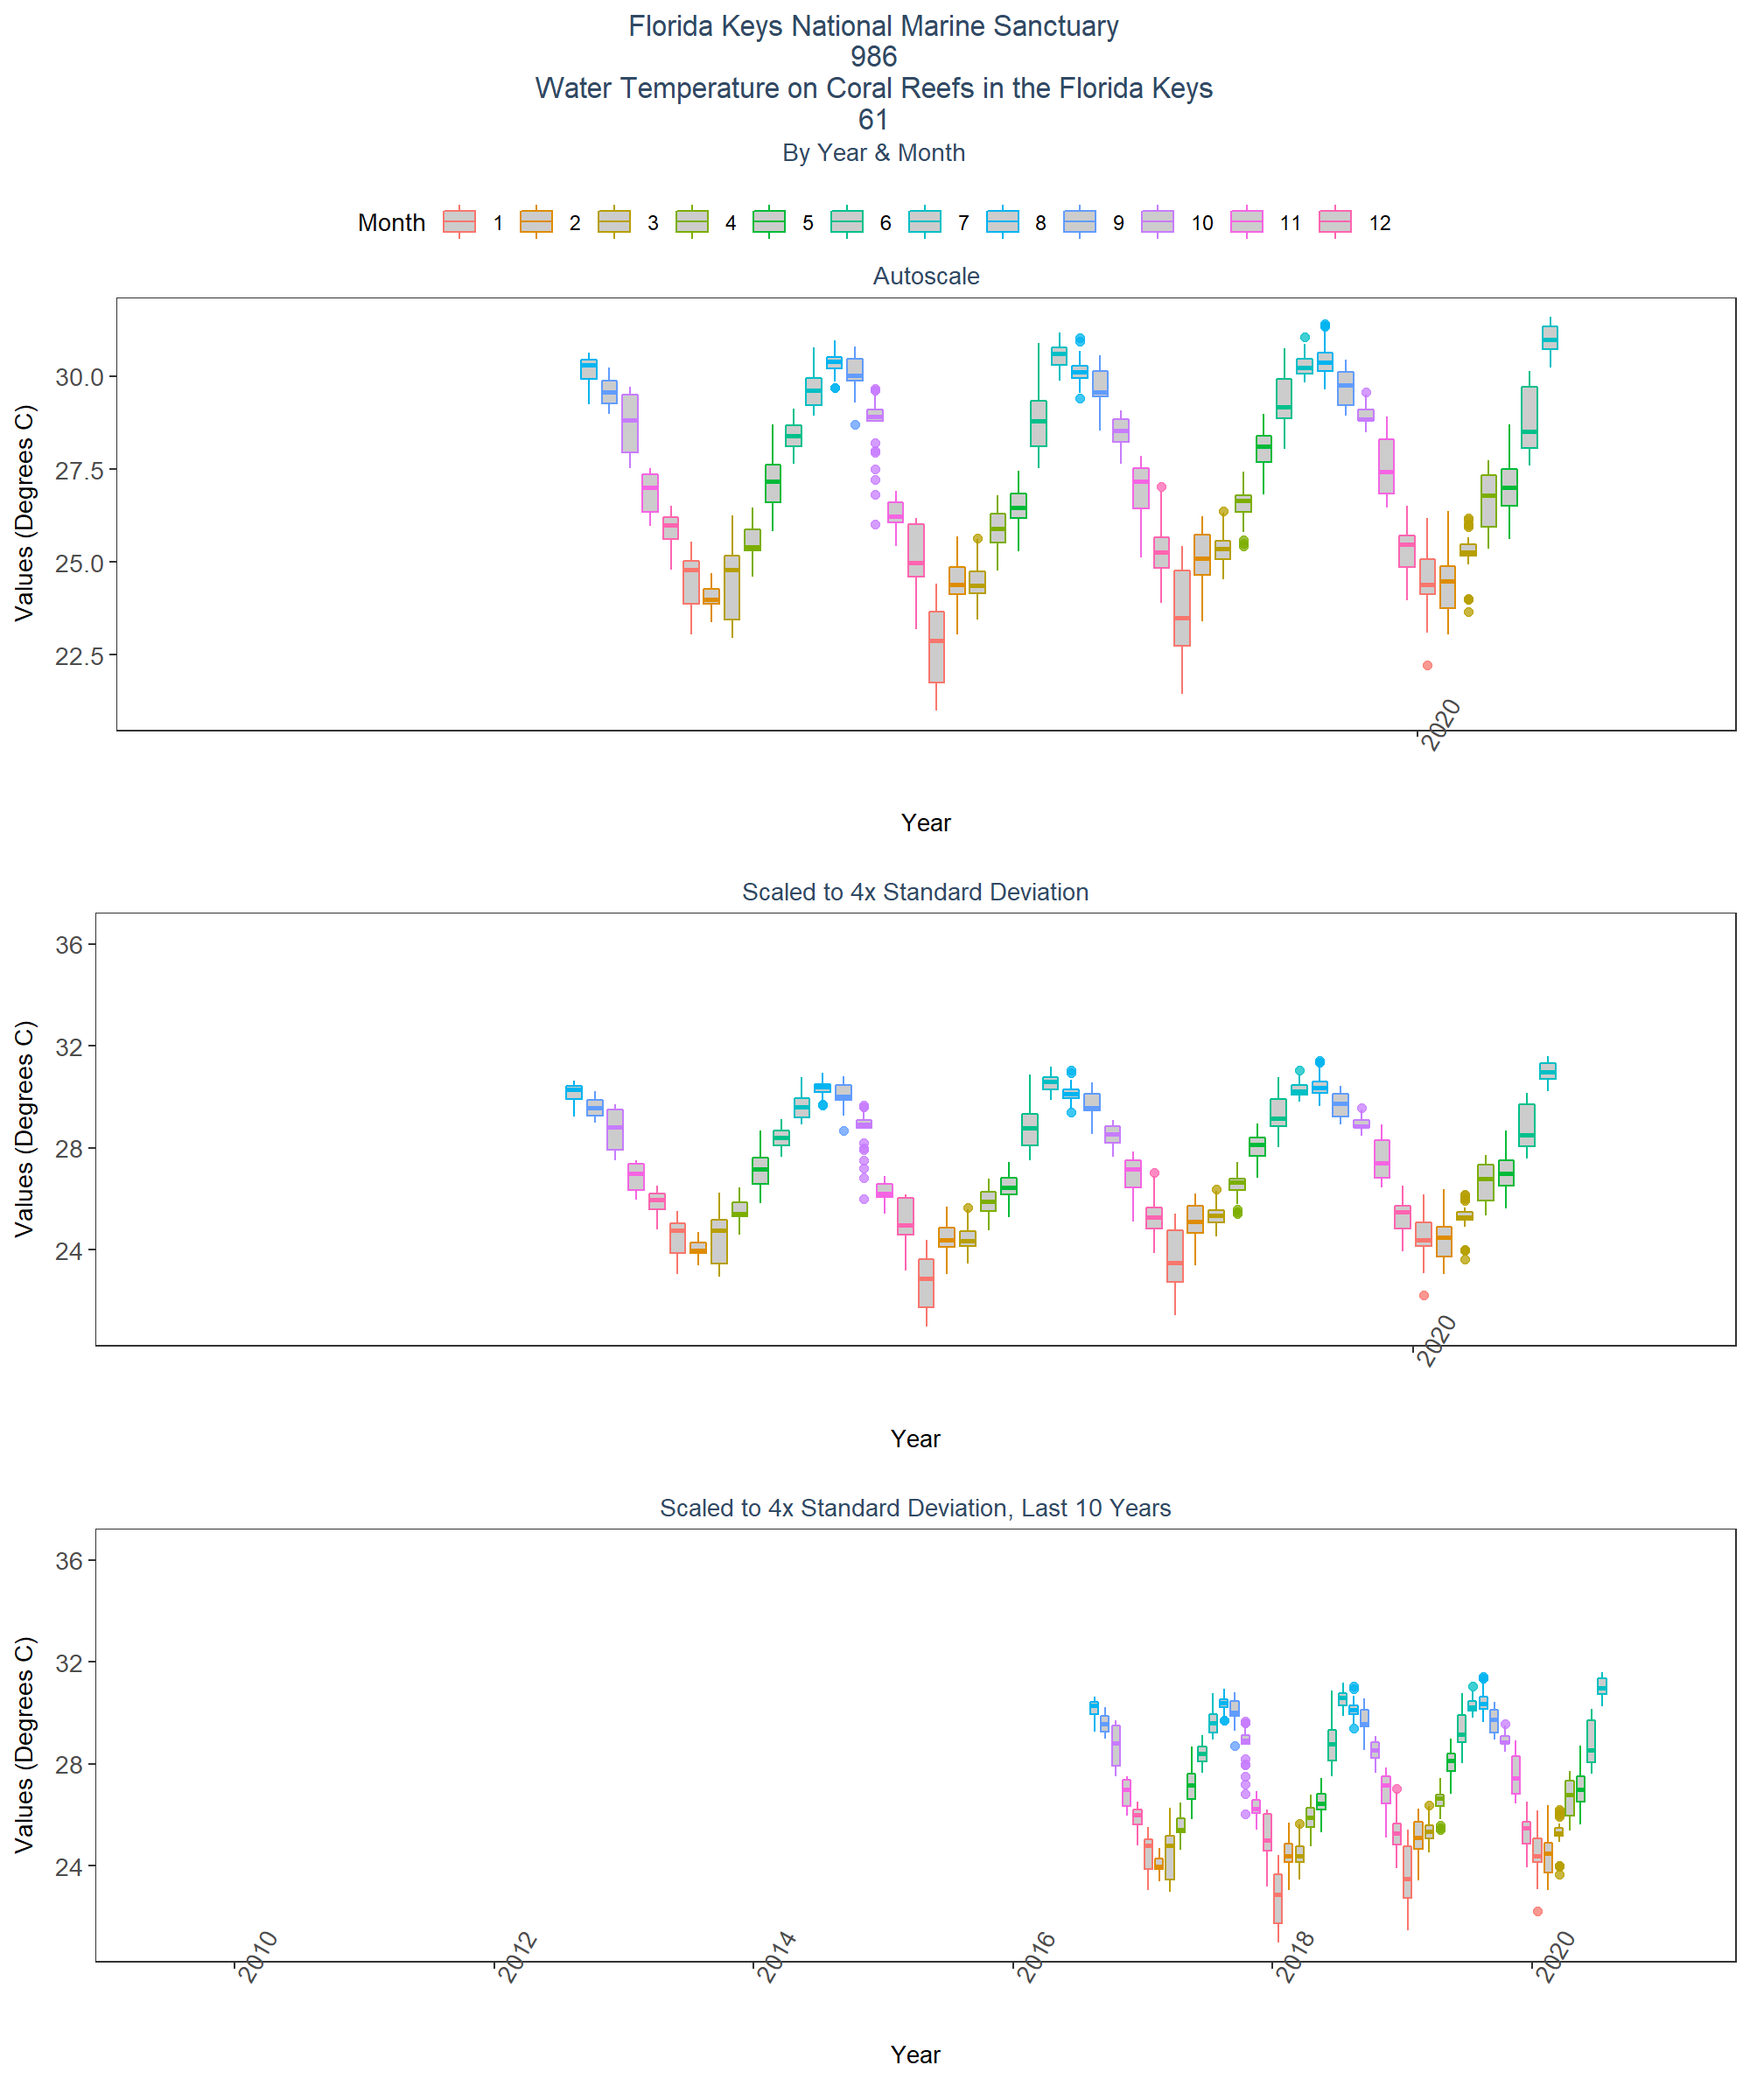 Florida Keys National Marine Sanctuary
986
Water Temperature on Coral Reefs in the Florida Keys
61
By Year & Month
Month 1 2 3 4 5 6 7 8 9 10 11 12
Autoscale
Values (Degrees C)
30.0
27.5
25.0
22.5
2020
Year
Scaled to 4x Standard Deviation
Values (Degrees C)
36
32
28
24
2020
Year
Scaled to 4x Standard Deviation, Last 10 Years
Values (Degrees C)
36
32
28
24
2010 2012 2014 2016 2018 2020
Year